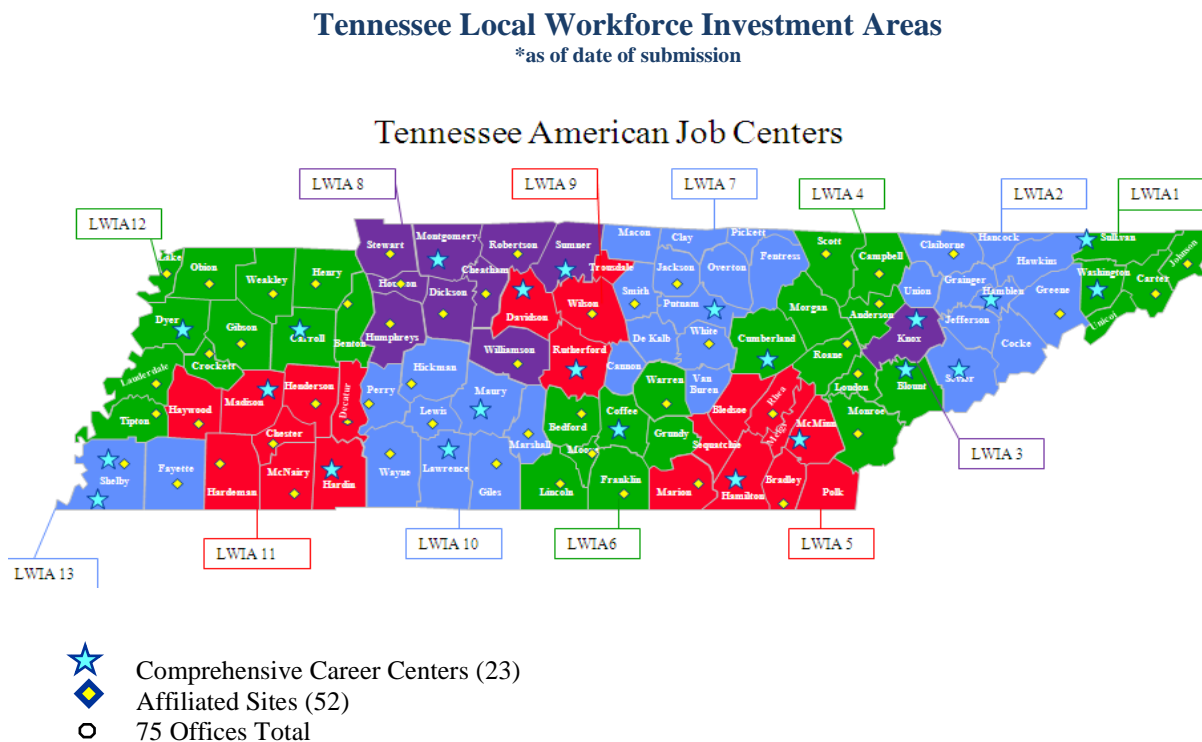 Tennessee Local Workforce Investment Areas
*as of date of submission
Tennessee American Job Centers
LWIA 8
LWIA 9
LWIA 7
LWIA 4
LWIA2
LWIA1
LWIA12
Lake
Obion
Weakley
Henry
Stewart
Montgomery
Robertson
Sumner
Macon
Clay
Pickett
Scott
Campbell
Claiborne
Hancock
Sullivan
Johnson
Houston
Cheatham
Trousdale
Jackson
Overton
Fentress
Hawkins
Washington
Carter
Dickson
Smith
Putnam
Union
Grainger
Hamblen
Greene
Unicoi
Dyer
Gibson
Carroll
Benton
Humphreys
Davidson
Wilson
Morgan
Anderson
Jefferson
Crockett
Williamson
Rutherford
De Kalb
White
Cumberland
Roane
Knox
Cocke
Lauderdale
Hickman
Cannon
Warren
Van
Buren
Loudon
Blount
Sevier
Tipton
Haywood
Madison
Henderson
Decatur
Perry
Lewis
Maury
Bedford
Coffee
Bledsoe
Rhea
Meigs
McMinn
Monroe
Chester
Marshall
Moore
Grundy
Sequatchie
Shelby
Fayette
Hardeman
McNairy
Hardin
Wayne
Lawrence
Giles
Lincoln
Franklin
Marion
Hamilton
Bradley
Polk
LWIA 3
LWIA 13
LWIA 11
LWIA 10
LWIA6
LWIA 5
Comprehensive Career Centers (23)
Affiliated Sites (52)
75 Offices Total